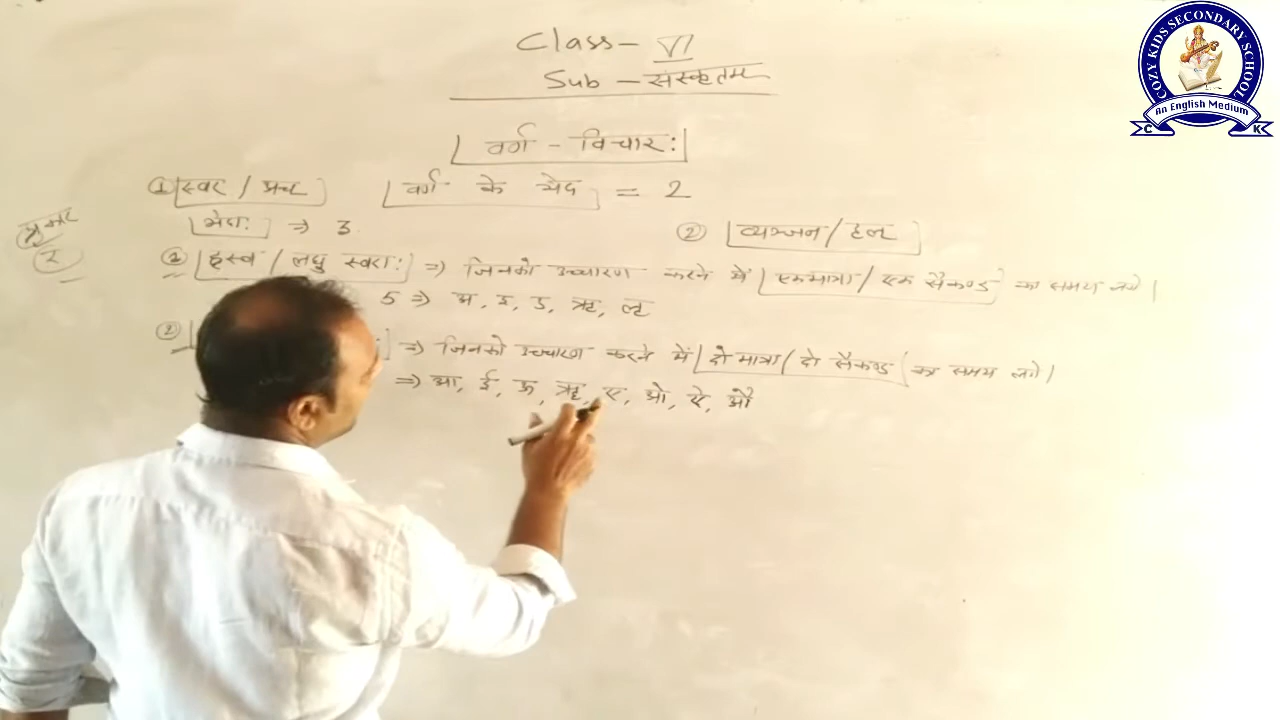 Class - VI
Sub - संस्कृतम
वर्ग - विचार:
① स्वर / अच
वर्ग के भेद = 2
भेदा: ⇒ 3
② व्यञ्जन / हल
① ह्रस्व / लघु स्वरा: ⇒ जिनको उच्चारण करने में एकमात्रा / एक सैकण्ड का समय लगे।
5 ⇒ अ, इ, उ, ऋ, लृ
② ⇒ जिनको उच्चारण करने में दो मात्रा / दो सैकण्ड का समय लगे।
⇒ आ, ई, ऊ, ॠ, ए, ओ, ऐ, औ
COZY KIDS SECONDARY SCHOOL
An English Medium
C K